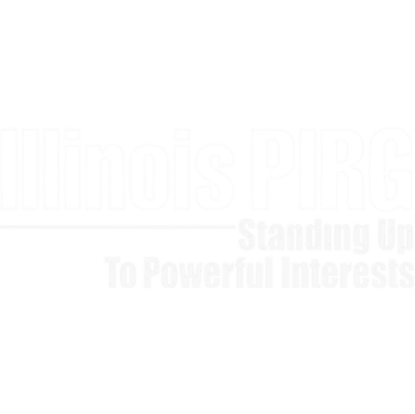 Illinois PIRG
Standing Up
To Powerful Interests